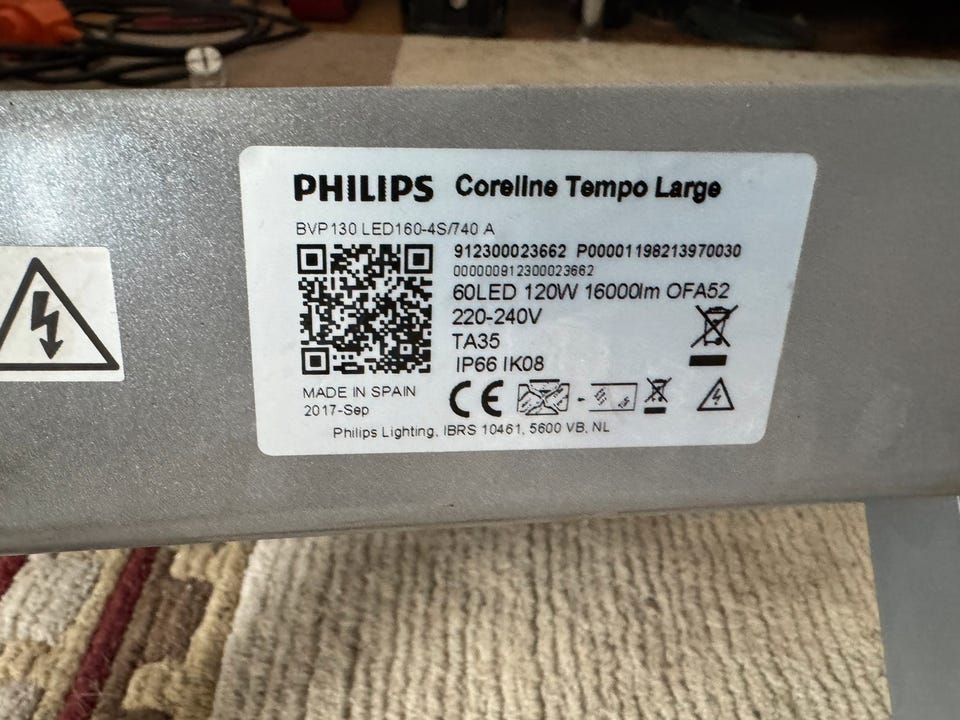 PHILIPS Coreline Tempo Large
BVP130 LED160-4S/740 A
912300023662 P00001198213970030
000000912300023662
60LED 120W 16000lm OFA52
220-240V
TA35
IP66 IK08
MADE IN SPAIN
2017-Sep
CE
Philips Lighting, IBRS 10461, 5600 VB, NL